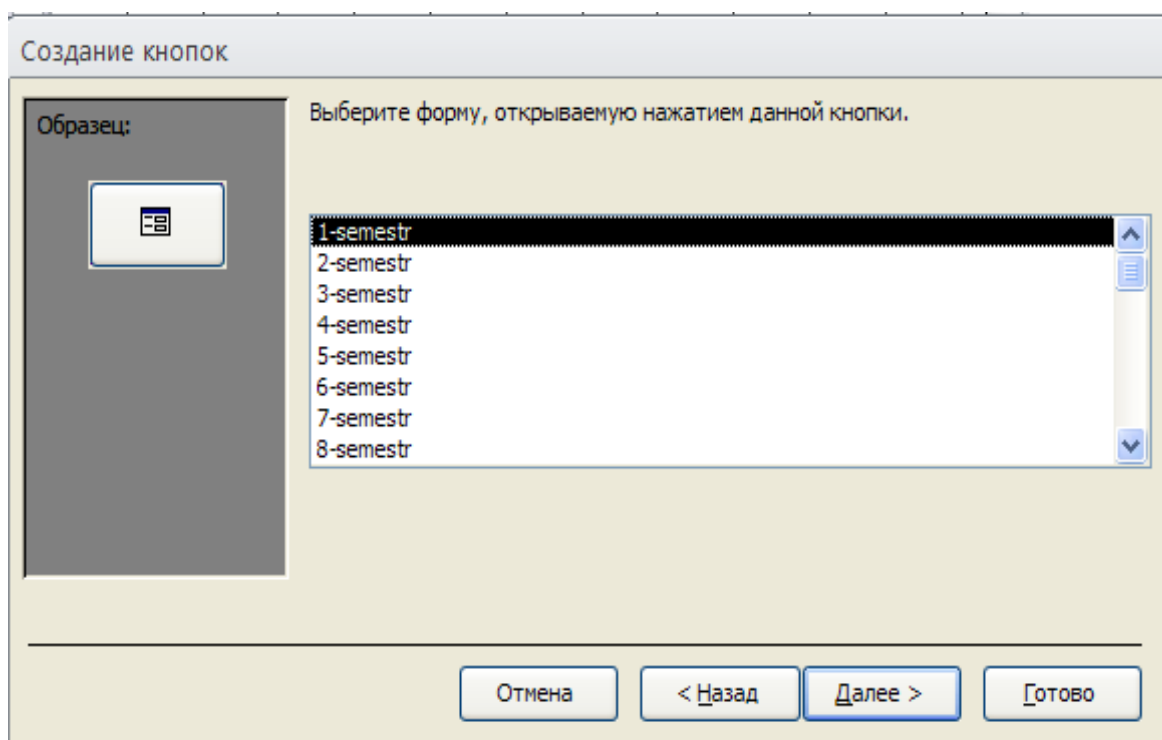 Создание кнопок
Образец:
Выберите форму, открываемую нажатием данной кнопки.
1-semestr
2-semestr
3-semestr
4-semestr
5-semestr
6-semestr
7-semestr
8-semestr
Отмена
< Назад
Далее >
Готово